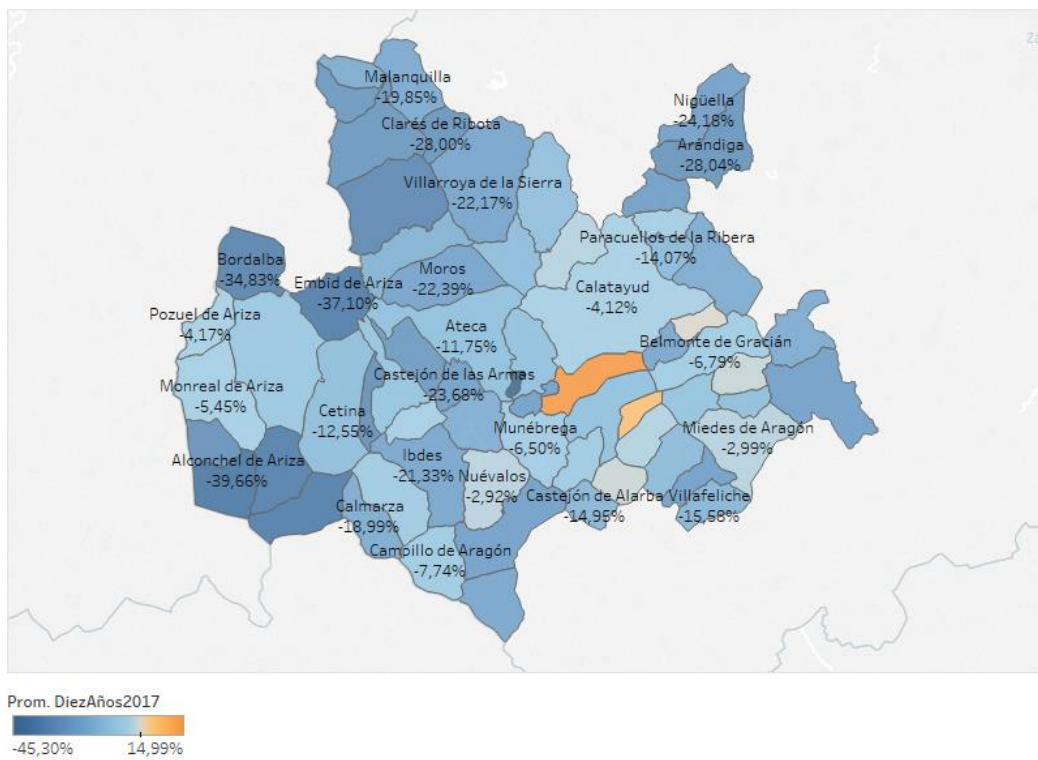 Za
Malanquilla
-19,85%
Nigüella
-24,18%
Clarés de Ribota
-28,00%
Arándiga
-28,04%
Villarroya de la Sierra
-22,17%
Paracuellos de la Ribera
-14,07%
Bordalba
-34,83%
Embid de Ariza
-37,10%
Moros
-22,39%
Calatayud
-4,12%
Pozuel de Ariza
-4,17%
Ateca
-11,75%
Belmonte de Gracián
-6,79%
Castejón de las Armas
-23,68%
Monreal de Ariza
-5,45%
Cetina
-12,55%
Munébrega
-6,50%
Miedes de Aragón
-2,99%
Alconchel de Ariza
-39,66%
Ibdes
-21,33%
Nuévalos
-2,92%
Castejón de Alarba
-14,95%
Villafeliche
-15,58%
Calmarza
-18,99%
Campillo de Aragón
-7,74%
Prom. DiezAños2017
-45,30% 14,99%